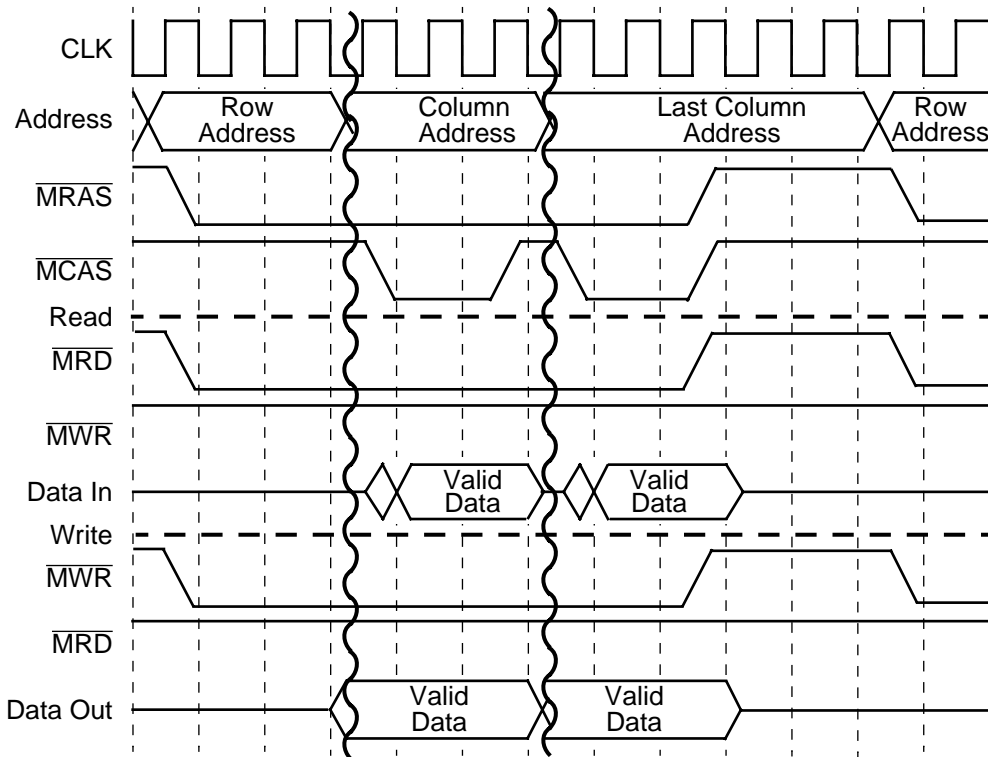 CLK
Address
Row
Address
Column
Address
Last Column
Address
Row
Address
MRAS
MCAS
Read
MRD
MWR
Data In
Valid
Data
Valid
Data
Write
MWR
MRD
Data Out
Valid
Data
Valid
Data